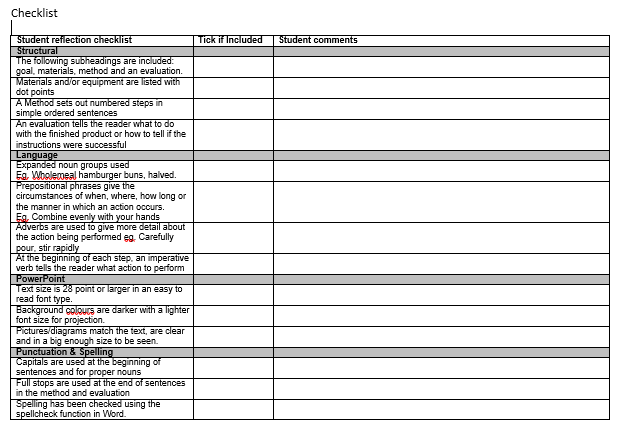 Checklist
Student reflection checklist Tick if Included Student comments
Structural
The following subheadings are included:
goal, materials, method and an evaluation.
Materials and/or equipment are listed with
dot points
A Method sets out numbered steps in
simple ordered sentences
An evaluation tells the reader what to do
with the finished product or how to tell if the
instructions were successful
Language
Expanded noun groups used
Eg. Wholemeal hamburger buns, halved.
Prepositional phrases give the
circumstances of when, where, how long or
the manner in which an action occurs.
Eg. Combine evenly with your hands
Adverbs are used to give more detail about
the action being performed eg. Carefully
pour, stir rapidly
At the beginning of each step, an imperative
verb tells the reader what action to perform
PowerPoint
Text size is 28 point or larger in an easy to
read font type.
Background colours are darker with a lighter
font size for projection.
Pictures/diagrams match the text, are clear
and in a big enough size to be seen.
Punctuation & Spelling
Capitals are used at the beginning of
sentences and for proper nouns
Full stops are used at the end of sentences
in the method and evaluation
Spelling has been checked using the
spellcheck function in Word.